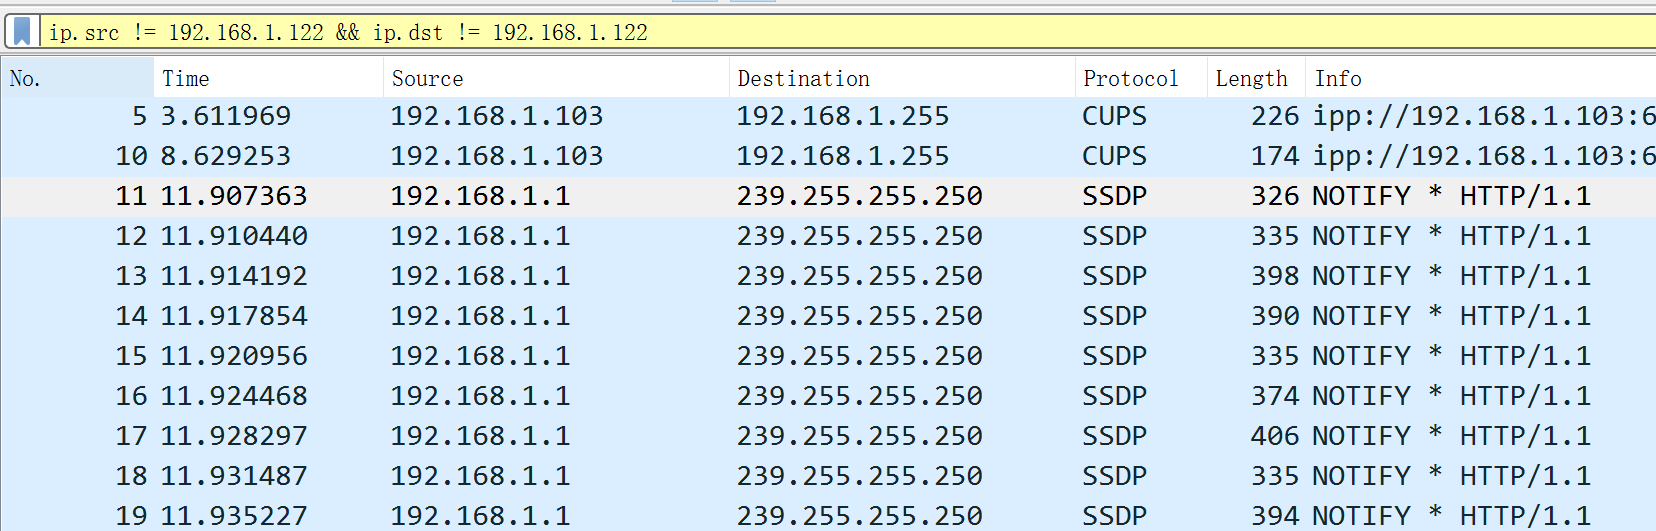 ip.src != 192.168.1.122 && ip.dst != 192.168.1.122
No. Time Source Destination Protocol Length Info
5 3.611969 192.168.1.103 192.168.1.255 CUPS 226 ipp://192.168.1.103:6
10 8.629253 192.168.1.103 192.168.1.255 CUPS 174 ipp://192.168.1.103:6
11 11.907363 192.168.1.1 239.255.255.250 SSDP 326 NOTIFY * HTTP/1.1
12 11.910440 192.168.1.1 239.255.255.250 SSDP 335 NOTIFY * HTTP/1.1
13 11.914192 192.168.1.1 239.255.255.250 SSDP 398 NOTIFY * HTTP/1.1
14 11.917854 192.168.1.1 239.255.255.250 SSDP 390 NOTIFY * HTTP/1.1
15 11.920956 192.168.1.1 239.255.255.250 SSDP 335 NOTIFY * HTTP/1.1
16 11.924468 192.168.1.1 239.255.255.250 SSDP 374 NOTIFY * HTTP/1.1
17 11.928297 192.168.1.1 239.255.255.250 SSDP 406 NOTIFY * HTTP/1.1
18 11.931487 192.168.1.1 239.255.255.250 SSDP 335 NOTIFY * HTTP/1.1
19 11.935227 192.168.1.1 239.255.255.250 SSDP 394 NOTIFY * HTTP/1.1